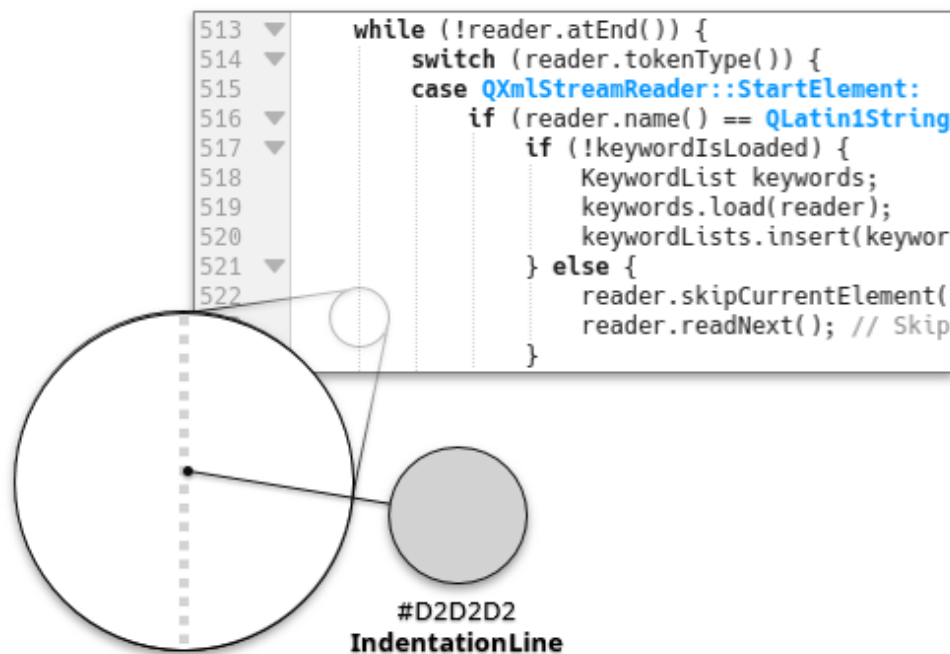 513 while (!reader.atEnd()) {
514 switch (reader.tokenType()) {
515 case QXmlStreamReader::StartElement:
516 if (reader.name() == QLatin1String
517 if (!keywordIsLoaded) {
518 KeywordList keywords;
519 keywords.load(reader);
520 keywordLists.insert(keywor
521 } else {
522 reader.skipCurrentElement(
reader.readNext(); // Skip
}
#D2D2D2
IndentationLine